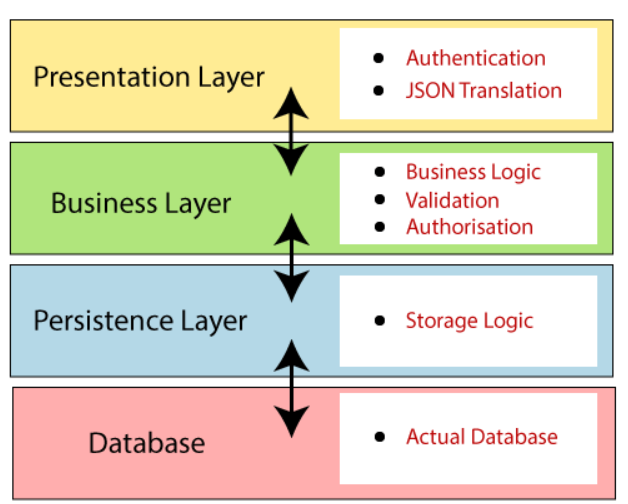 Presentation Layer
• Authentication
• JSON Translation
Business Layer
• Business Logic
• Validation
• Authorisation
Persistence Layer
• Storage Logic
Database
• Actual Database